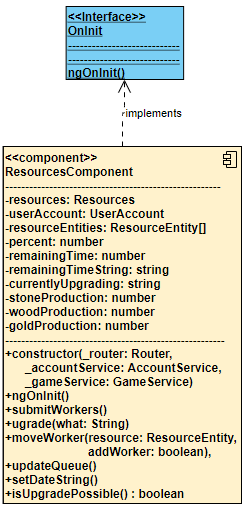 <<Interface>>
OnInit
------------------------------
------------------------------
ngOnInit()
implements
<<component>>
ResourcesComponent
------------------------------------------------------
-resources: Resources
-userAccount: UserAccount
-resourceEntities: ResourceEntity[]
-percent: number
-remainingTime: number
-remainingTimeString: string
-currentlyUpgrading: string
-stoneProduction: number
-woodProduction: number
-goldProduction: number
-------------------------------------------------------
+constructor(_router: Router,
_accountService: AccountService,
_gameService: GameService)
+ngOnInit()
+submitWorkers()
+ugrade(what: String)
+moveWorker(resource: ResourceEntity,
addWorker: boolean),
+updateQueue()
+setDateString()
+isUpgradePossible() : boolean